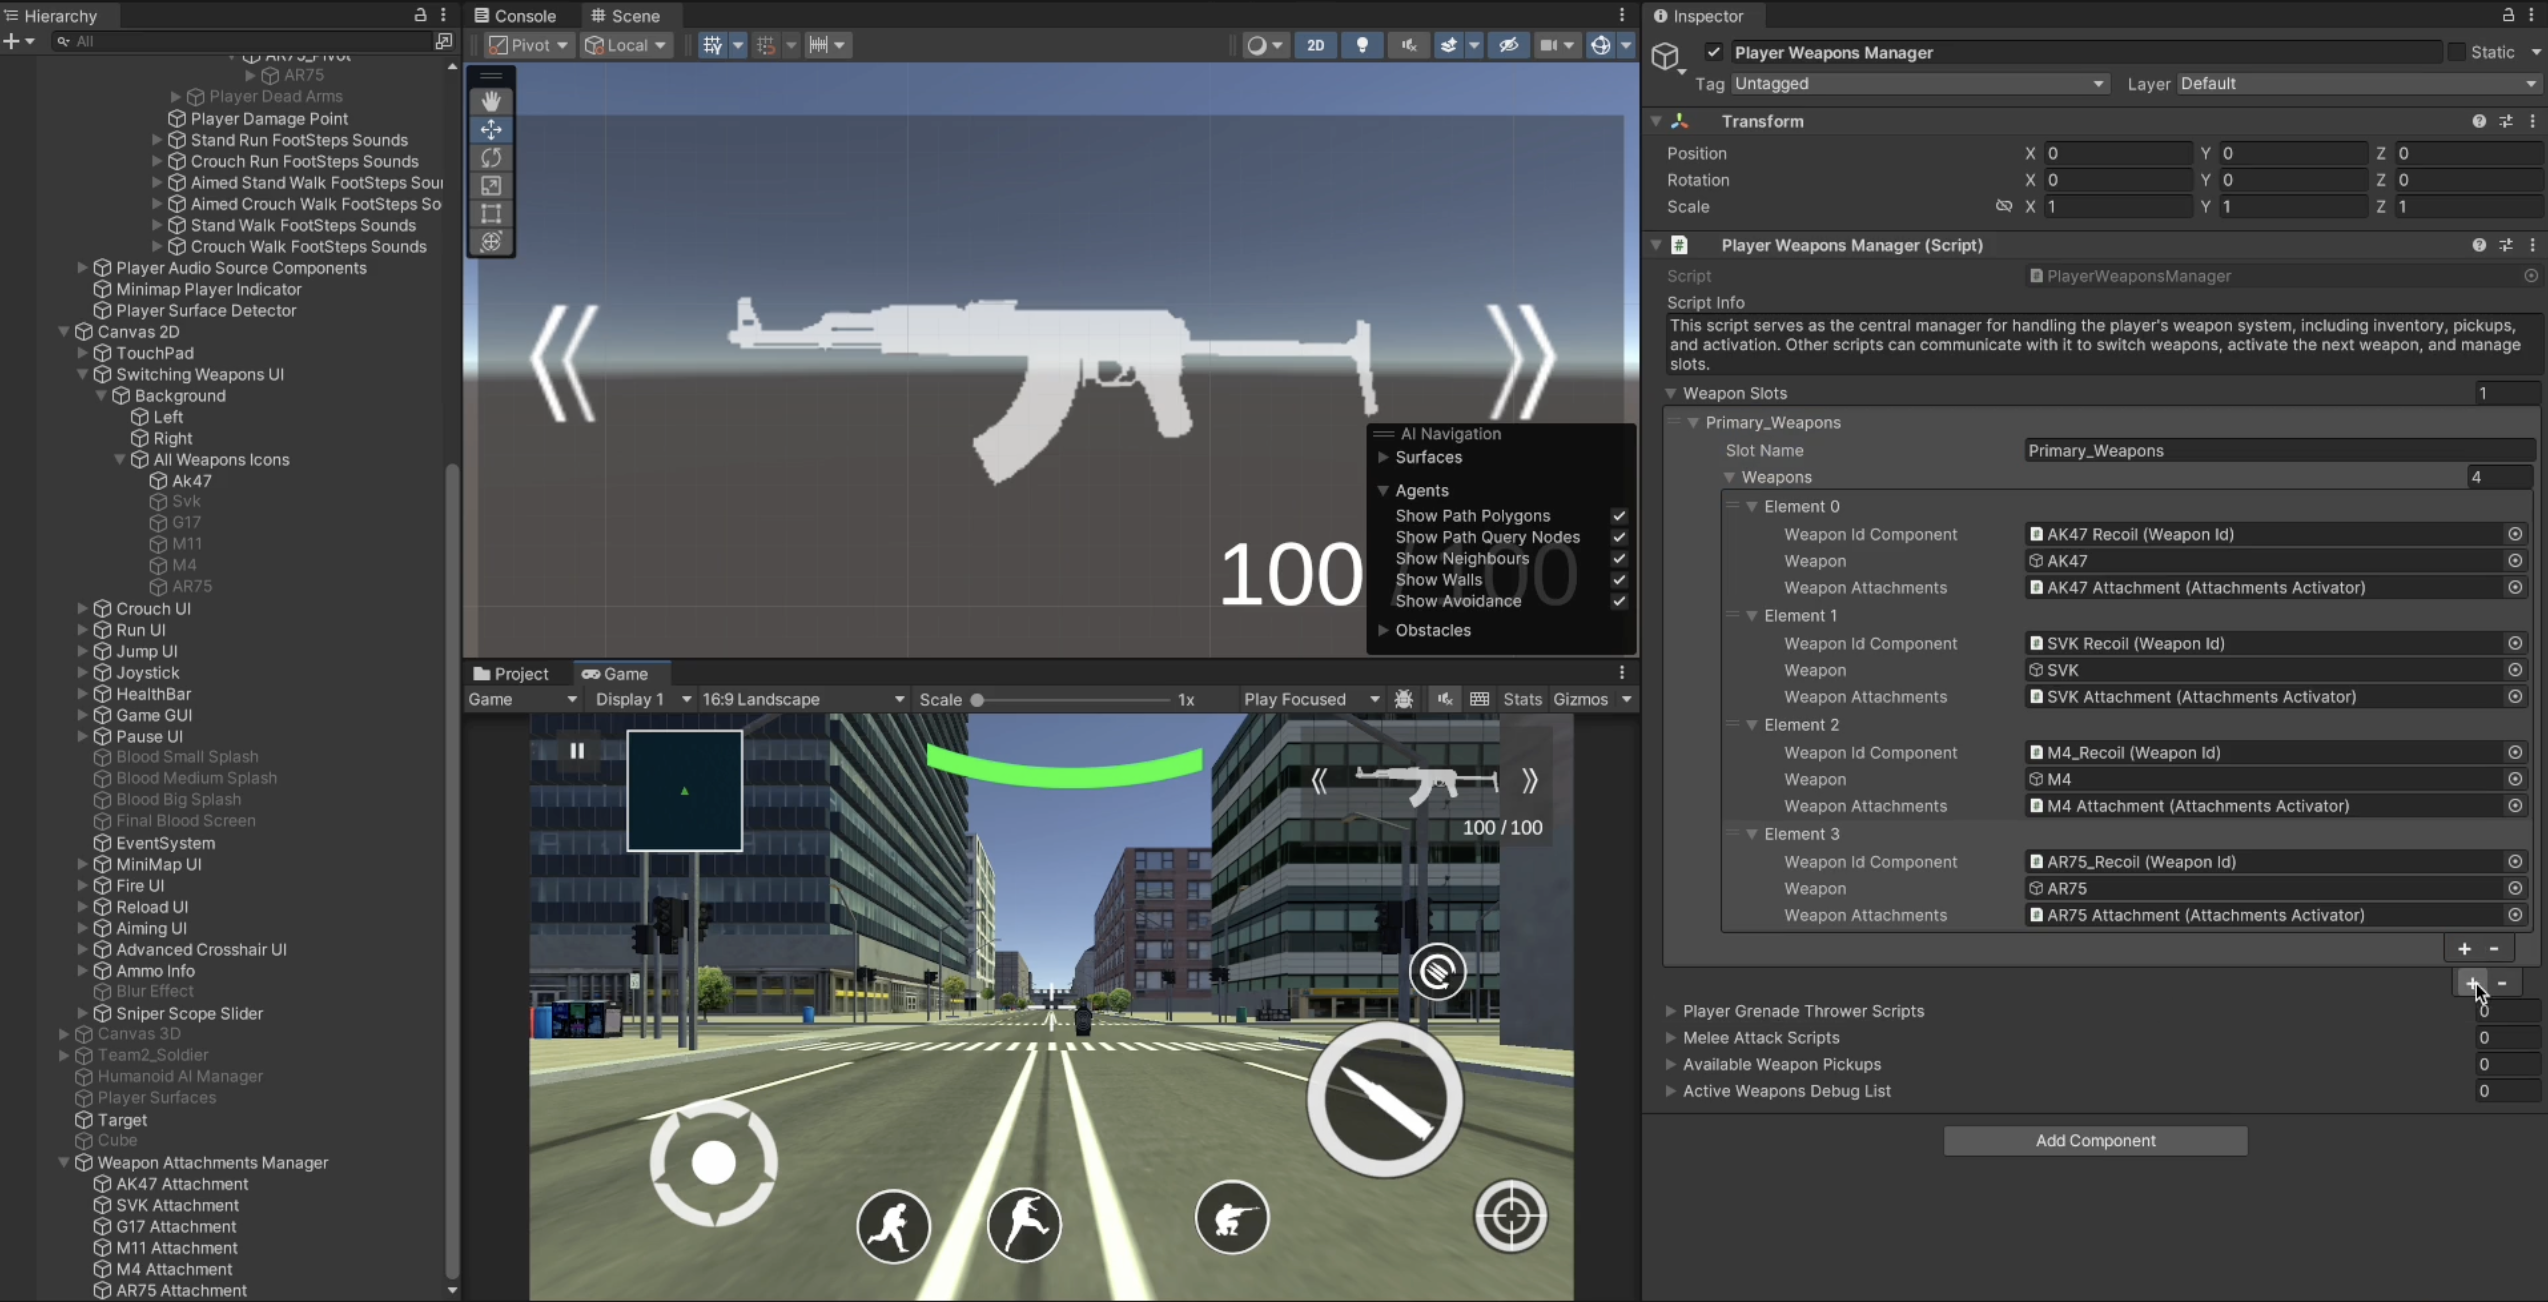 Hierarchy
All
AR75_Pivot
AR75
Player Dead Arms
Player Damage Point
Stand Run FootSteps Sounds
Crouch Run FootSteps Sounds
Aimed Stand Walk FootSteps Sou
Aimed Crouch Walk FootSteps So
Stand Walk FootSteps Sounds
Crouch Walk FootSteps Sounds
Player Audio Source Components
Minimap Player Indicator
Player Surface Detector
Canvas 2D
TouchPad
Switching Weapons UI
Background
Left
Right
All Weapons Icons
Ak47
Svk
G17
M11
M4
AR75
Crouch UI
Run UI
Jump UI
Joystick
HealthBar
Game GUI
Pause UI
Blood Small Splash
Blood Medium Splash
Blood Big Splash
Final Blood Screen
EventSystem
MiniMap UI
Fire UI
Reload UI
Aiming UI
Advanced Crosshair UI
Ammo Info
Blur Effect
Sniper Scope Slider
Canvas 3D
Team2_Soldier
Humanoid AI Manager
Player Surfaces
Target
Cube
Weapon Attachments Manager
AK47 Attachment
SVK Attachment
G17 Attachment
M11 Attachment
M4 Attachment
AR75 Attachment
Console Scene
Pivot Local 2D
100 /100
AI Navigation
Surfaces
Agents
Show Path Polygons
Show Path Query Nodes
Show Neighbours
Show Walls
Show Avoidance
Obstacles
Project Game
Game Display 1 16:9 Landscape Scale 1x Play Focused Stats Gizmos
100 / 100
Inspector
Player Weapons Manager Static
Tag Untagged Layer Default
Transform
Position X 0 Y 0 Z 0
Rotation X 0 Y 0 Z 0
Scale X 1 Y 1 Z 1
# Player Weapons Manager (Script)
Script PlayerWeaponsManager
Script Info
This script serves as the central manager for handling the player's weapon system, including inventory, pickups,
and activation. Other scripts can communicate with it to switch weapons, activate the next weapon, and manage
slots.
Weapon Slots 1
Primary_Weapons
Slot Name Primary_Weapons
Weapons 4
Element 0
Weapon Id Component AK47 Recoil (Weapon Id)
Weapon AK47
Weapon Attachments AK47 Attachment (Attachments Activator)
Element 1
Weapon Id Component SVK Recoil (Weapon Id)
Weapon SVK
Weapon Attachments SVK Attachment (Attachments Activator)
Element 2
Weapon Id Component M4_Recoil (Weapon Id)
Weapon M4
Weapon Attachments M4 Attachment (Attachments Activator)
Element 3
Weapon Id Component AR75_Recoil (Weapon Id)
Weapon AR75
Weapon Attachments AR75 Attachment (Attachments Activator)
+ -
+ -
Player Grenade Thrower Scripts 0
Melee Attack Scripts 0
Available Weapon Pickups 0
Active Weapons Debug List 0
Add Component